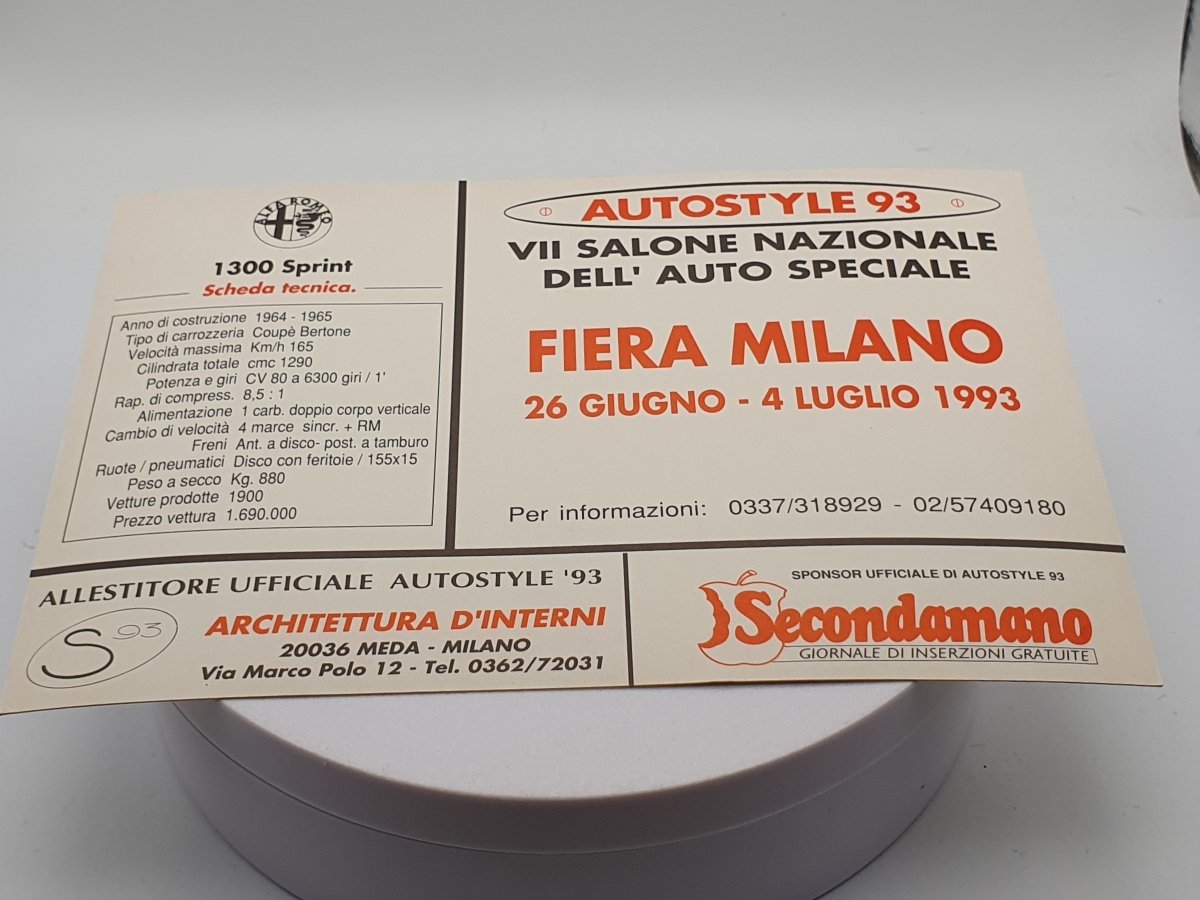 ALFA ROMEO
1300 Sprint
Scheda tecnica.
Anno di costruzione 1964 - 1965
Tipo di carrozzeria Coupè Bertone
Velocità massima Km/h 165
Cilindrata totale cmc 1290
Potenza e giri CV 80 a 6300 giri / 1'
Rap. di compress. 8,5 : 1
Alimentazione 1 carb. doppio corpo verticale
Cambio di velocità 4 marce sincr. + RM
Freni Ant. a disco- post. a tamburo
Ruote / pneumatici Disco con feritoie / 155x15
Peso a secco Kg. 880
Vetture prodotte 1900
Prezzo vettura 1.690.000
AUTOSTYLE 93
VII SALONE NAZIONALE
DELL' AUTO SPECIALE
FIERA MILANO
26 GIUGNO - 4 LUGLIO 1993
Per informazioni: 0337/318929 - 02/57409180
ALLESTITORE UFFICIALE AUTOSTYLE '93
S 93
ARCHITETTURA D'INTERNI
20036 MEDA - MILANO
Via Marco Polo 12 - Tel. 0362/72031
SPONSOR UFFICIALE DI AUTOSTYLE 93
Secondamano
GIORNALE DI INSERZIONI GRATUITE